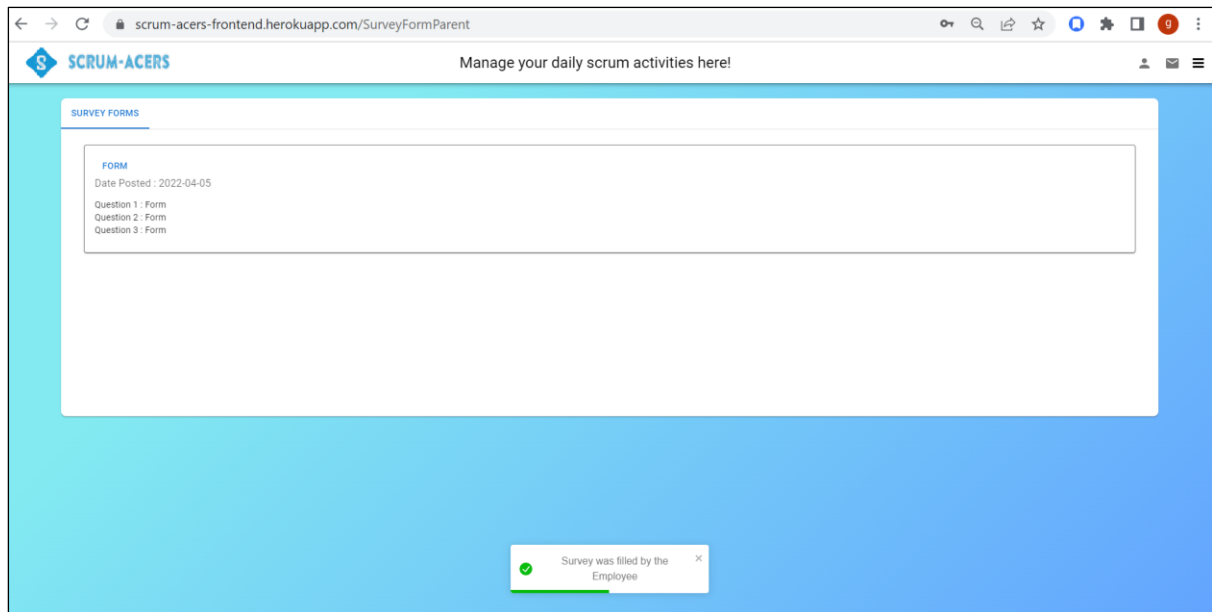 scrum-acers-frontend.herokuapp.com/SurveyFormParent
g
S
SCRUM-ACERS
Manage your daily scrum activities here!
SURVEY FORMS
FORM
Date Posted : 2022-04-05
Question 1 : Form
Question 2 : Form
Question 3 : Form
Survey was filled by the
Employee